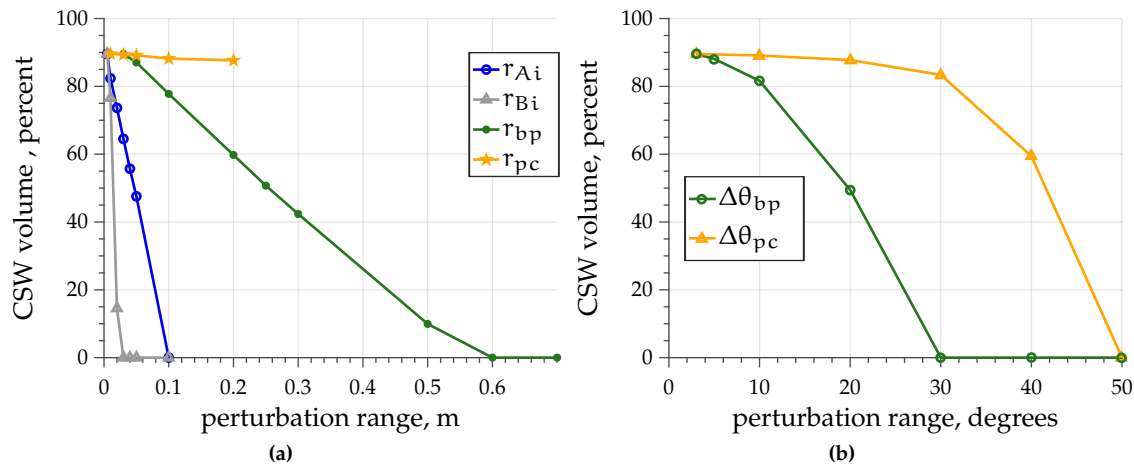 100
80
60
40
20
0
CSW volume , percent
0
0.1
0.2
0.3
0.4
0.5
0.6
perturbation range, m
r_Ai
r_Bi
r_bp
r_pc
(a)
100
80
60
40
20
0
CSW volume, percent
0
10
20
30
40
50
perturbation range, degrees
Δθ_bp
Δθ_pc
(b)